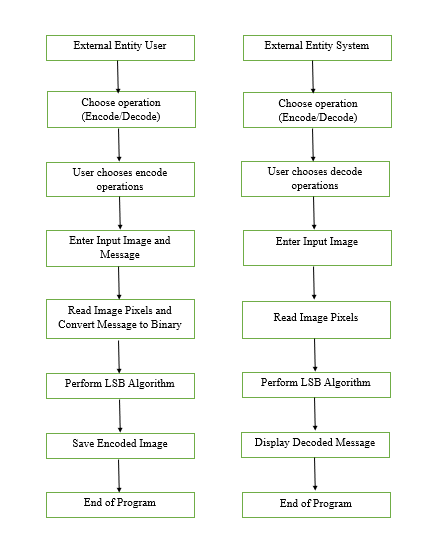 External Entity User
Choose operation
(Encode/Decode)
User chooses encode
operations
Enter Input Image and
Message
Read Image Pixels and
Convert Message to Binary
Perform LSB Algorithm
Save Encoded Image
End of Program
External Entity System
Choose operation
(Encode/Decode)
User chooses decode
operations
Enter Input Image
Read Image Pixels
Perform LSB Algorithm
Display Decoded Message
End of Program